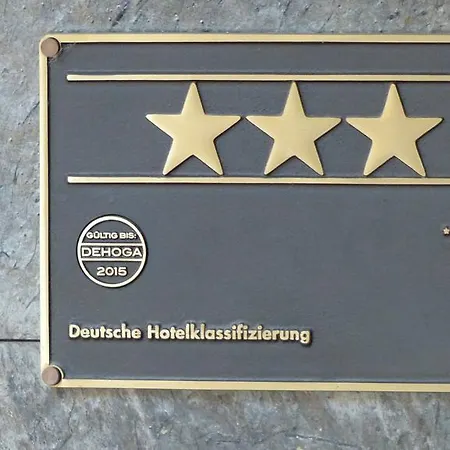 GÜLTIG BIS:
DEHOGA
2015
Deutsche Hotelklassifizierung